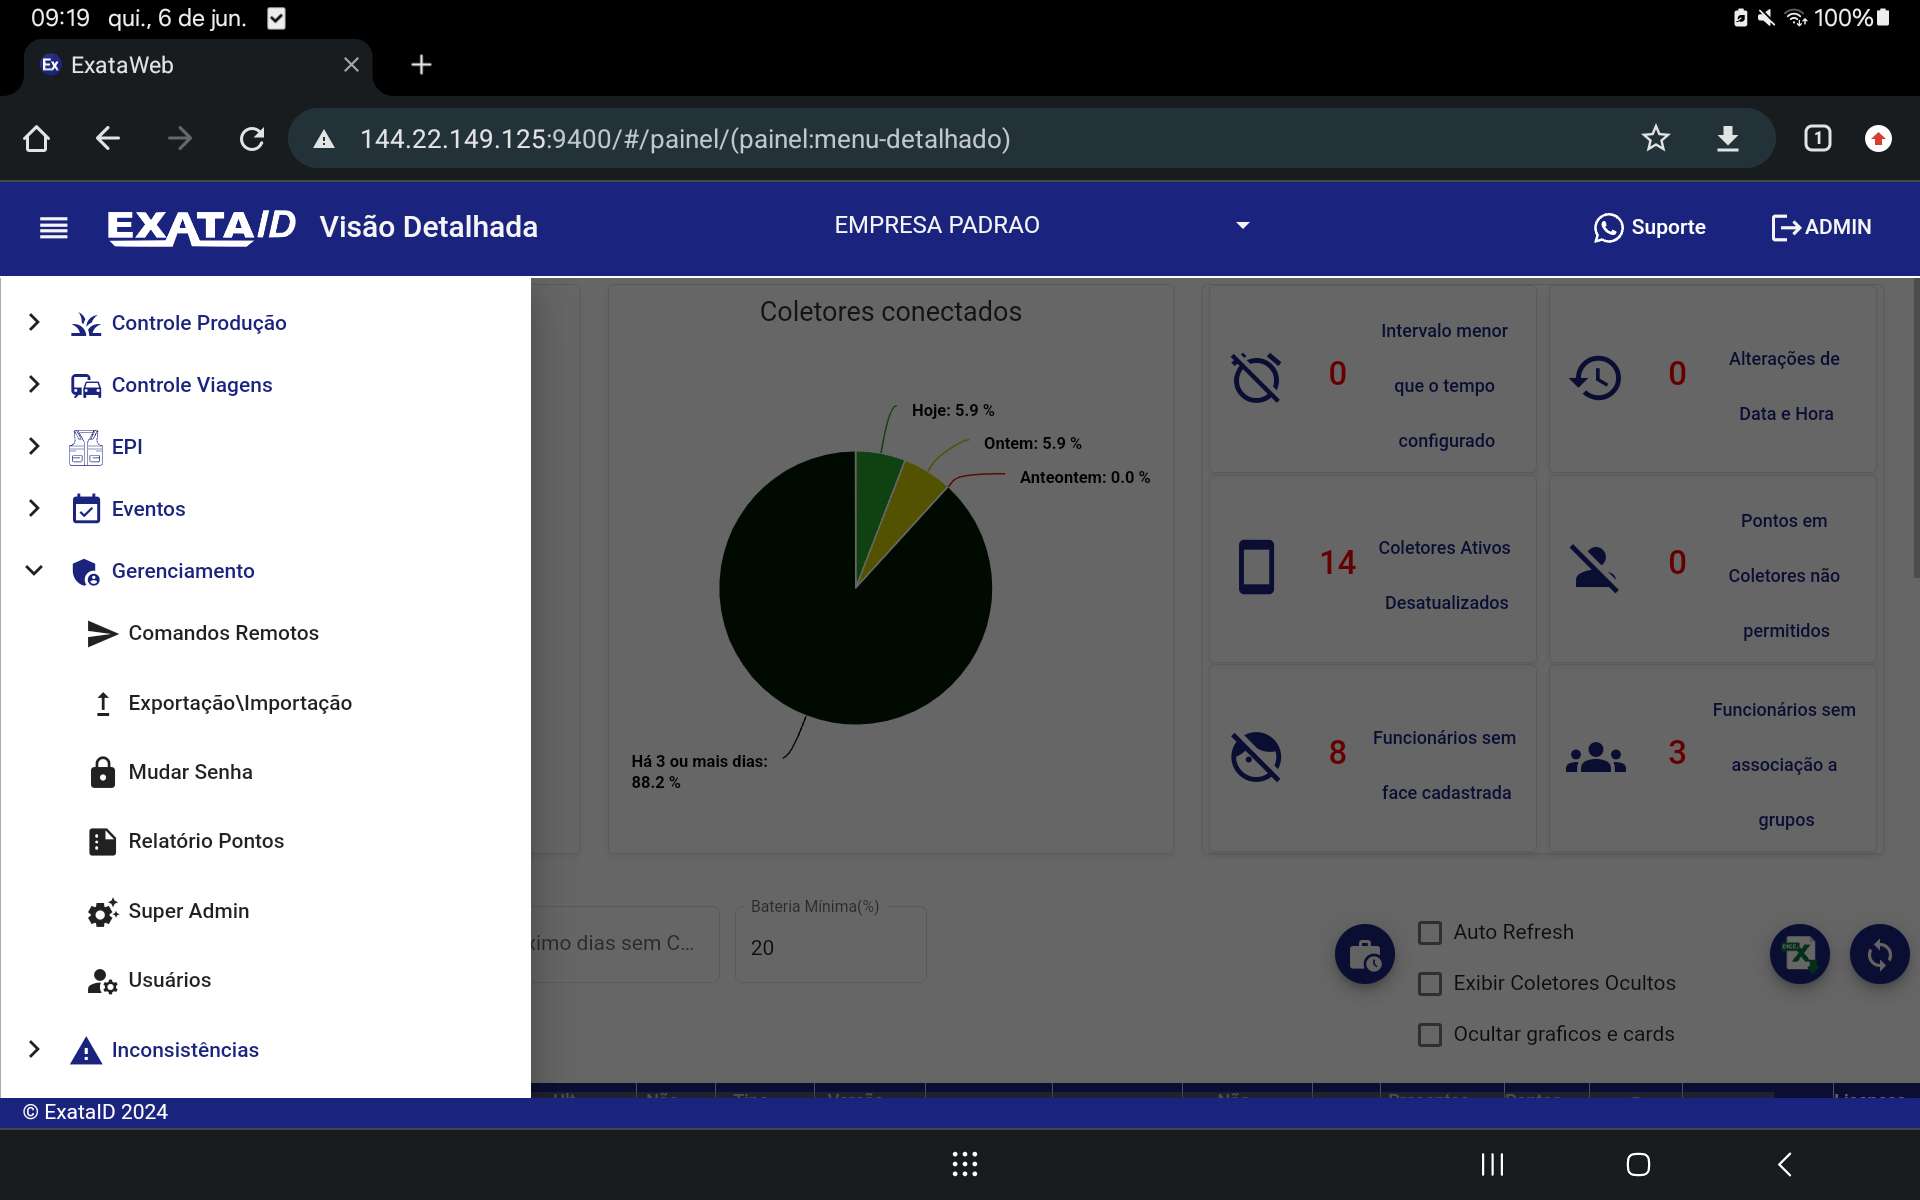 09:19 qui., 6 de jun.
100%
Ex ExataWeb
144.22.149.125:9400/#/painel/(painel:menu-detalhado)
1
EXATAID Visão Detalhada
EMPRESA PADRAO
Suporte
ADMIN
Controle Produção
Controle Viagens
EPI
Eventos
Gerenciamento
Comandos Remotos
Exportação\Importação
Mudar Senha
Relatório Pontos
Super Admin
Usuários
Inconsistências
Coletores conectados
Hoje: 5.9 %
Ontem: 5.9 %
Anteontem: 0.0 %
Há 3 ou mais dias:
88.2 %
0
Intervalo menor
que o tempo
configurado
0
Alterações de
Data e Hora
14
Coletores Ativos
Desatualizados
0
Pontos em
Coletores não
permitidos
8
Funcionários sem
face cadastrada
3
Funcionários sem
associação a
grupos
dias sem C...
Bateria Mínima(%)
20
Auto Refresh
Exibir Coletores Ocultos
Ocultar graficos e cards
© ExataID 2024